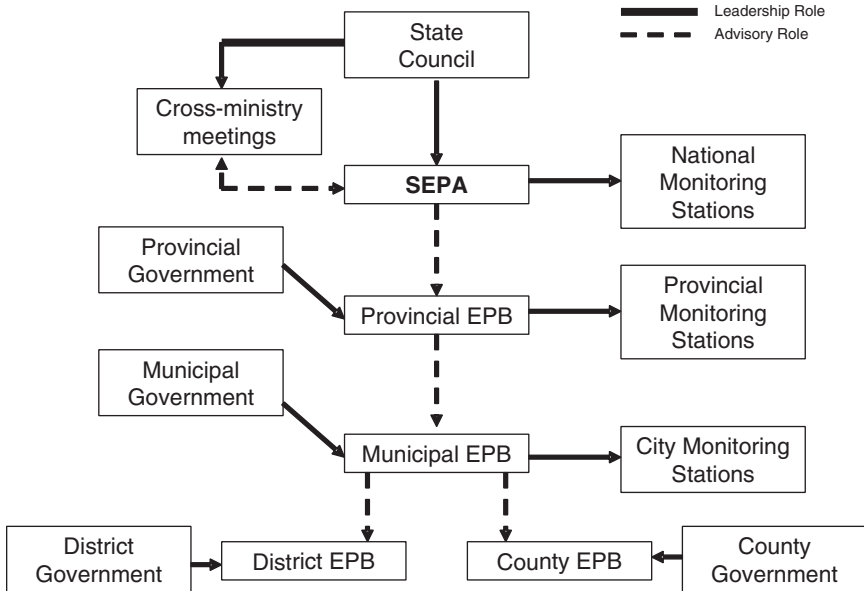 Leadership Role
Advisory Role
State
Council
Cross-ministry
meetings
SEPA
National
Monitoring
Stations
Provincial
Government
Provincial EPB
Provincial
Monitoring
Stations
Municipal
Government
Municipal EPB
City Monitoring
Stations
District
Government
District EPB
County EPB
County
Government